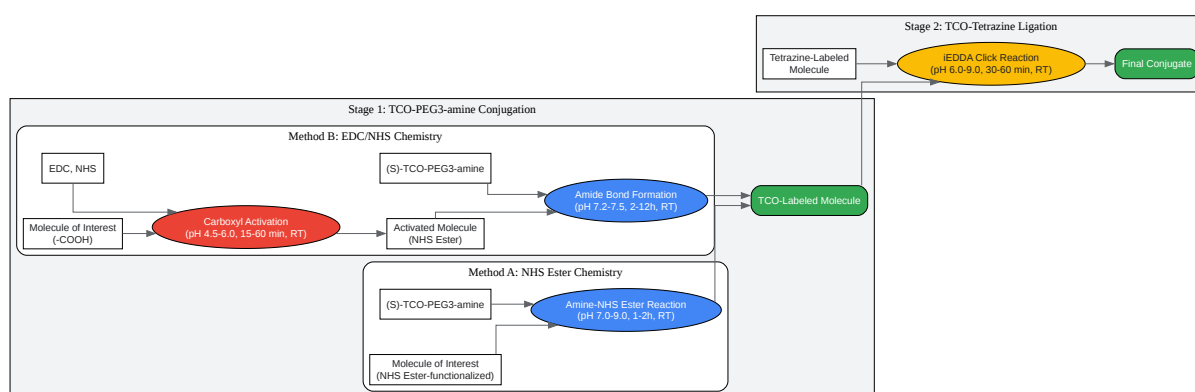 Stage 2: TCO-Tetrazine Ligation
Tetrazine-Labeled
Molecule
iEDDA Click Reaction
(pH 6.0-9.0, 30-60 min, RT)
Final Conjugate
Stage 1: TCO-PEG3-amine Conjugation
Method B: EDC/NHS Chemistry
EDC, NHS
(S)-TCO-PEG3-amine
Molecule of Interest
(-COOH)
Carboxyl Activation
(pH 4.5-6.0, 15-60 min, RT)
Activated Molecule
(NHS Ester)
Amide Bond Formation
(pH 7.2-7.5, 2-12h, RT)
TCO-Labeled Molecule
Method A: NHS Ester Chemistry
(S)-TCO-PEG3-amine
Amine-NHS Ester Reaction
(pH 7.0-9.0, 1-2h, RT)
Molecule of Interest
(NHS Ester-functionalized)